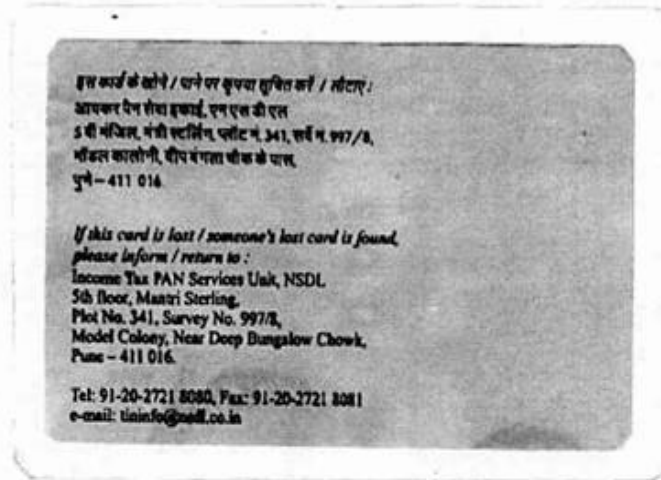 इस कार्ड के खोने / पाने पर कृपया सूचित करें / लौटाएं :
आयकर पैन सेवा इकाई, एन एस डी एल
5 वी मंजिल, मंत्री स्टर्लिंग, प्लॉट नं. 341, सर्वे नं. 997/8,
मॉडल कालोनी, दीप बंगला चौक के पास,
पुणे – 411 016
If this card is lost / someone's lost card is found,
please inform / return to :
Income Tax PAN Services Unit, NSDL
5th floor, Mantri Sterling,
Plot No. 341, Survey No. 997/8,
Model Colony, Near Deep Bungalow Chowk,
Pune – 411 016.
Tel: 91-20-2721 8080, Fax: 91-20-2721 8081
e-mail: tininfo@nsdl.co.in